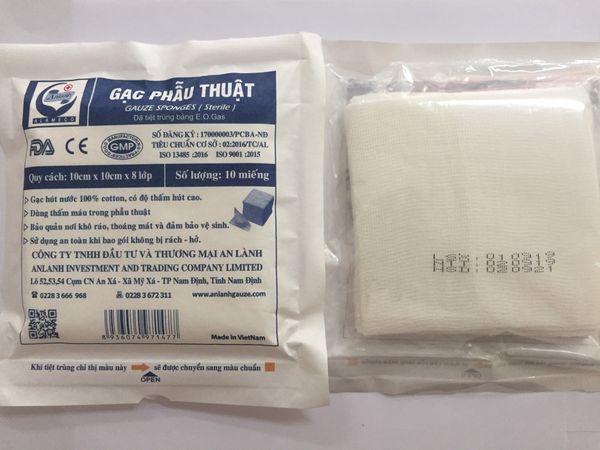 Anlanh
ALAMECO
GẠC PHẪU THUẬT
GAUZE SPONGES ( Sterile )
Đã tiệt trùng bằng E.O.Gas
FDA CE GMP
SỐ ĐĂNG KÝ : 170000003/PCBA-NĐ
TIÊU CHUẨN CƠ SỞ : 02:2016/TC/AL
ISO 13485 :2016 ISO 9001 :2015
Quy cách: 10cm x 10cm x 8 lớp
Số lượng: 10 miếng
Gạc hút nước 100% cotton, có độ thấm hút cao.
Dùng thấm máu trong phẫu thuật
Bảo quản nơi khô ráo, thoáng mát và đảm bảo vệ sinh.
Sử dụng an toàn khi bao gói không bị rách - hở.
CÔNG TY TNHH ĐẦU TƯ VÀ THƯƠNG MẠI AN LÀNH
ANLANH INVESTMENT AND TRADING COMPANY LIMITED
Lô 52,53,54 Cụm CN An Xá - Xã Mỹ Xá - TP Nam Định, Tỉnh Nam Định
0228 3 666 968 0228 3 672 311 www.anlanhgauze.com
8936074971477
Made in VietNam
Khi tiệt trùng chỉ thị màu này sẽ được chuyển sang màu chuẩn
OPEN